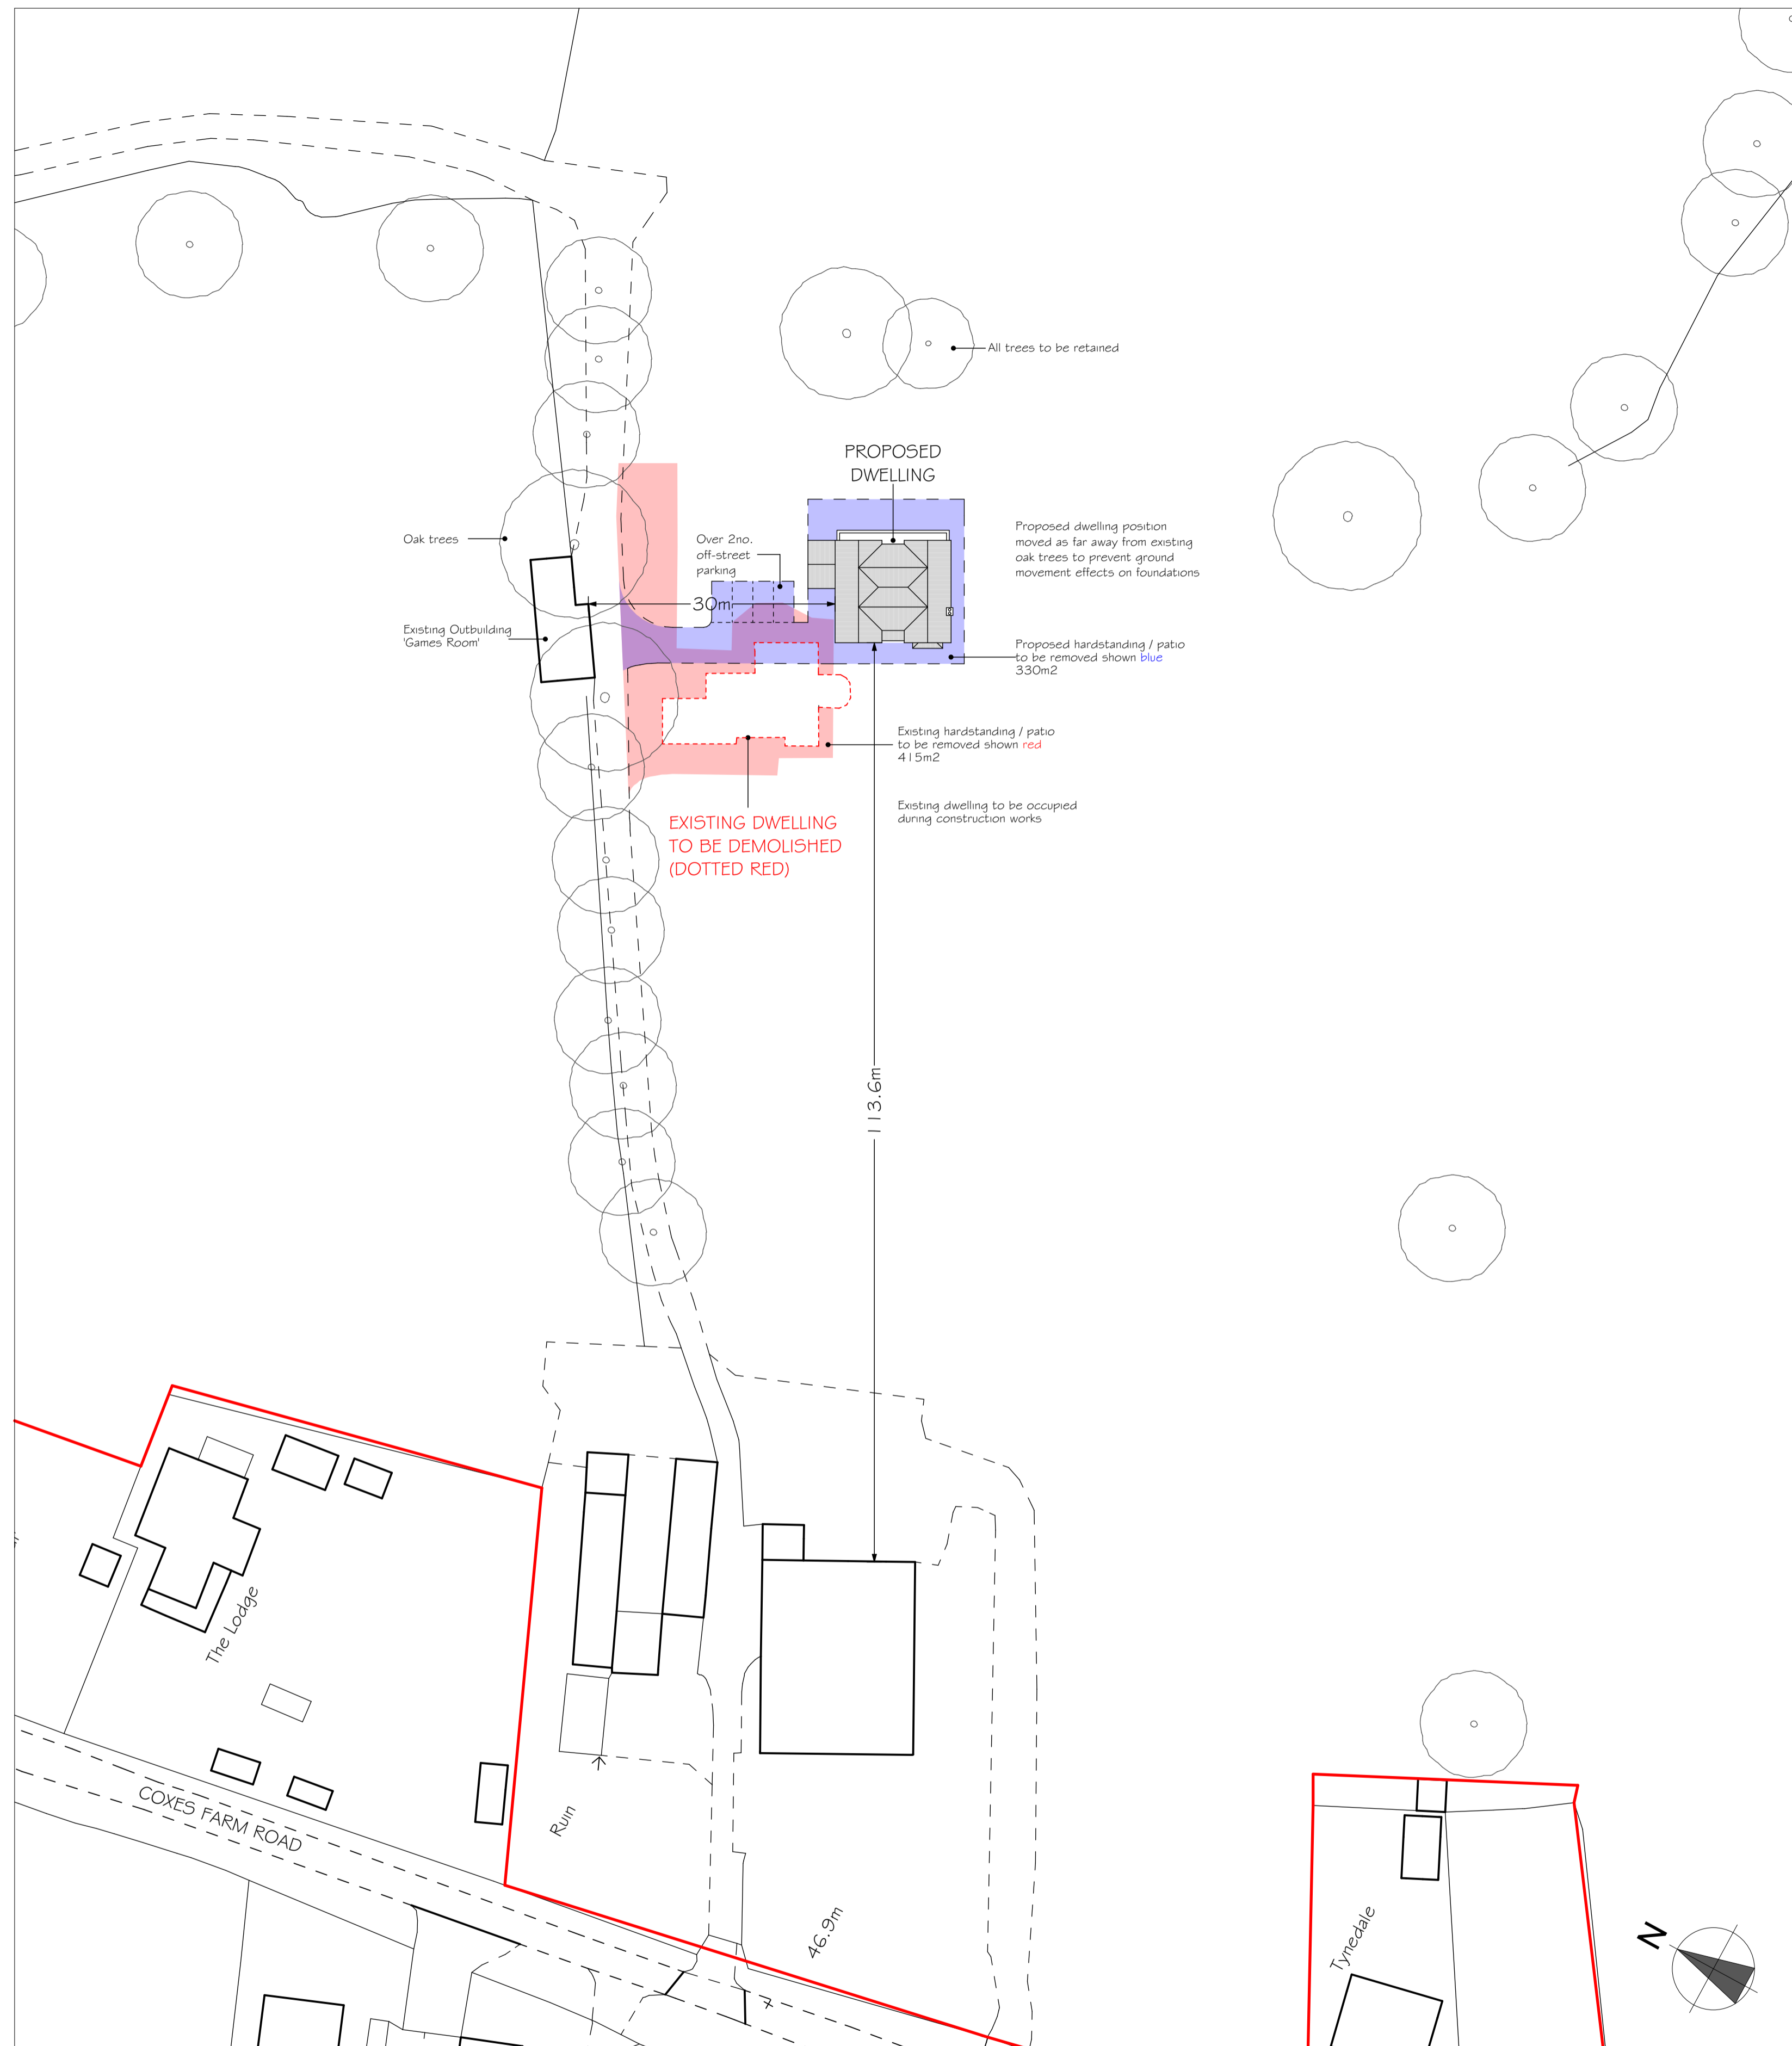 All trees to be retained
PROPOSED
DWELLING
Oak trees
Over 2no.
off-street
parking
30m
Proposed dwelling position
moved as far away from existing
oak trees to prevent ground
movement effects on foundations
Existing Outbuilding
'Games Room'
Proposed hardstanding / patio
to be removed shown blue
330m2
Existing hardstanding / patio
to be removed shown red
415m2
Existing dwelling to be occupied
during construction works
EXISTING DWELLING
TO BE DEMOLISHED
(DOTTED RED)
113.6m
The Lodge
COXES FARM ROAD
Ruin
46.9m
Tynedale
N